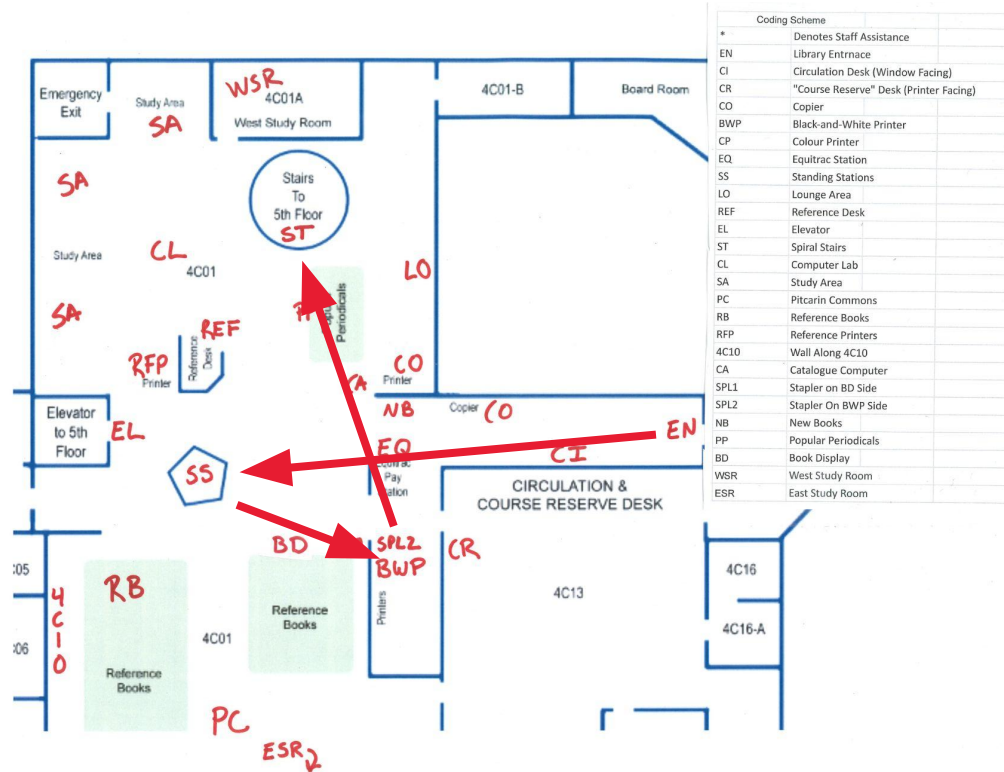 Coding Scheme
* Denotes Staff Assistance
EN Library Entrnace
CI Circulation Desk (Window Facing)
CR "Course Reserve" Desk (Printer Facing)
CO Copier
BWP Black-and-White Printer
CP Colour Printer
EQ Equitrac Station
SS Standing Stations
LO Lounge Area
REF Reference Desk
EL Elevator
ST Spiral Stairs
CL Computer Lab
SA Study Area
PC Pitcarin Commons
RB Reference Books
RFP Reference Printers
4C10 Wall Along 4C10
CA Catalogue Computer
SPL1 Stapler on BD Side
SPL2 Stapler On BWP Side
NB New Books
PP Popular Periodicals
BD Book Display
WSR West Study Room
ESR East Study Room
Emergency
Exit
Study Area
SA
WSR
4C01A
West Study Room
4C01-B
Board Room
SA
Stairs
To
5th Floor
ST
Study Area
CL
4C01
LO
SA
Periodicals
REF
Reference
Desk
RFP
Printer
CO
Printer
CA
NB
Copier
CO
Elevator
to 5th
Floor
EL
EN
EQ
Equitrac
Pay
Station
CI
SS
CIRCULATION &
COURSE RESERVE DESK
BD
SPL2
BWP
CR
Printers
4C13
4C16
4C16-A
RB
4C10
Reference
Books
4C01
Reference
Books
PC
ESR